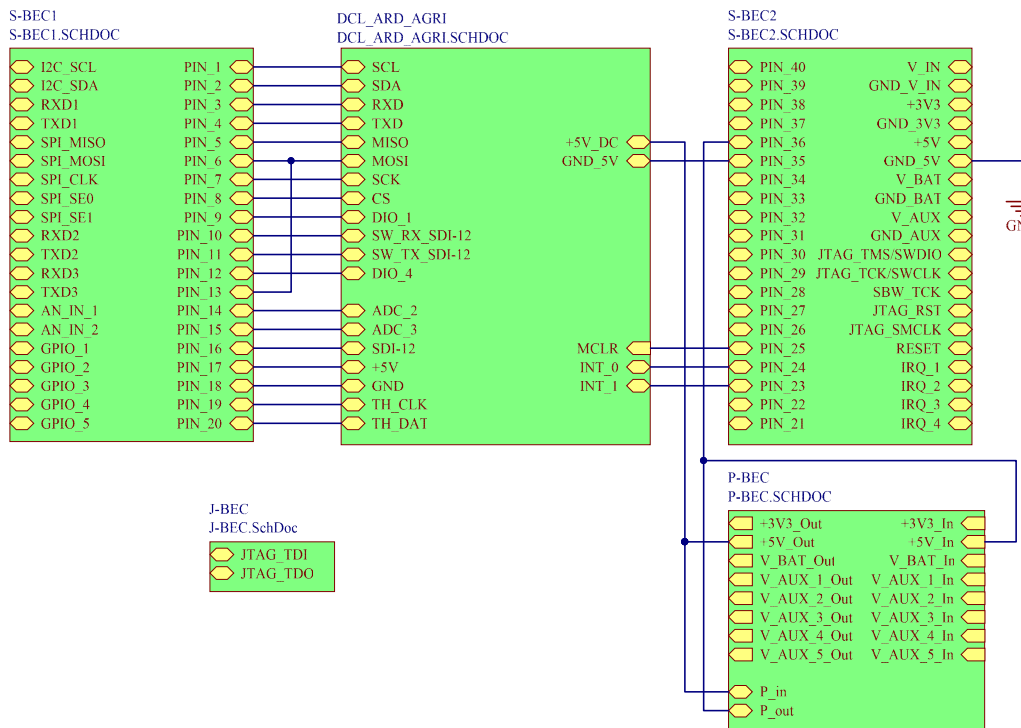 S-BEC1
S-BEC1.SCHDOC
I2C_SCL PIN_1
I2C_SDA PIN_2
RXD1 PIN_3
TXD1 PIN_4
SPI_MISO PIN_5
SPI_MOSI PIN_6
SPI_CLK PIN_7
SPI_SE0 PIN_8
SPI_SE1 PIN_9
RXD2 PIN_10
TXD2 PIN_11
RXD3 PIN_12
TXD3 PIN_13
AN_IN_1 PIN_14
AN_IN_2 PIN_15
GPIO_1 PIN_16
GPIO_2 PIN_17
GPIO_3 PIN_18
GPIO_4 PIN_19
GPIO_5 PIN_20
DCL_ARD_AGRI
DCL_ARD_AGRI.SCHDOC
SCL
SDA
RXD
TXD
MISO +5V_DC
MOSI GND_5V
SCK
CS
DIO_1
SW_RX_SDI-12
SW_TX_SDI-12
DIO_4
ADC_2
ADC_3
SDI-12 MCLR
+5V INT_0
GND INT_1
TH_CLK
TH_DAT
S-BEC2
S-BEC2.SCHDOC
PIN_40 V_IN
PIN_39 GND_V_IN
PIN_38 +3V3
PIN_37 GND_3V3
PIN_36 +5V
PIN_35 GND_5V
PIN_34 V_BAT
PIN_33 GND_BAT
PIN_32 V_AUX
PIN_31 GND_AUX
PIN_30 JTAG_TMS/SWDIO
PIN_29 JTAG_TCK/SWCLK
PIN_28 SBW_TCK
PIN_27 JTAG_RST
PIN_26 JTAG_SMCLK
PIN_25 RESET
PIN_24 IRQ_1
PIN_23 IRQ_2
PIN_22 IRQ_3
PIN_21 IRQ_4
J-BEC
J-BEC.SchDoc
JTAG_TDI
JTAG_TDO
P-BEC
P-BEC.SCHDOC
+3V3_Out +3V3_In
+5V_Out +5V_In
V_BAT_Out V_BAT_In
V_AUX_1_Out V_AUX_1_In
V_AUX_2_Out V_AUX_2_In
V_AUX_3_Out V_AUX_3_In
V_AUX_4_Out V_AUX_4_In
V_AUX_5_Out V_AUX_5_In
P_in
P_out